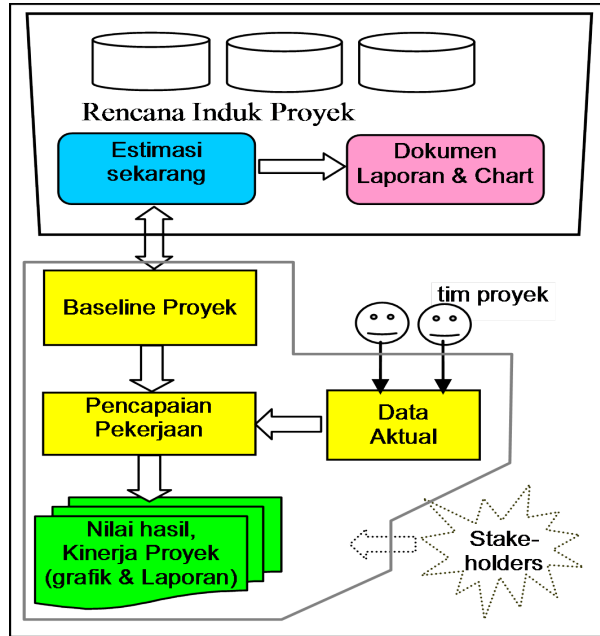 Rencana Induk Proyek
Estimasi
sekarang
Dokumen
Laporan & Chart
Baseline Proyek
tim proyek
Pencapaian
Pekerjaan
Data
Aktual
Nilai hasil,
Kinerja Proyek
(grafik & Laporan)
Stake-
holders